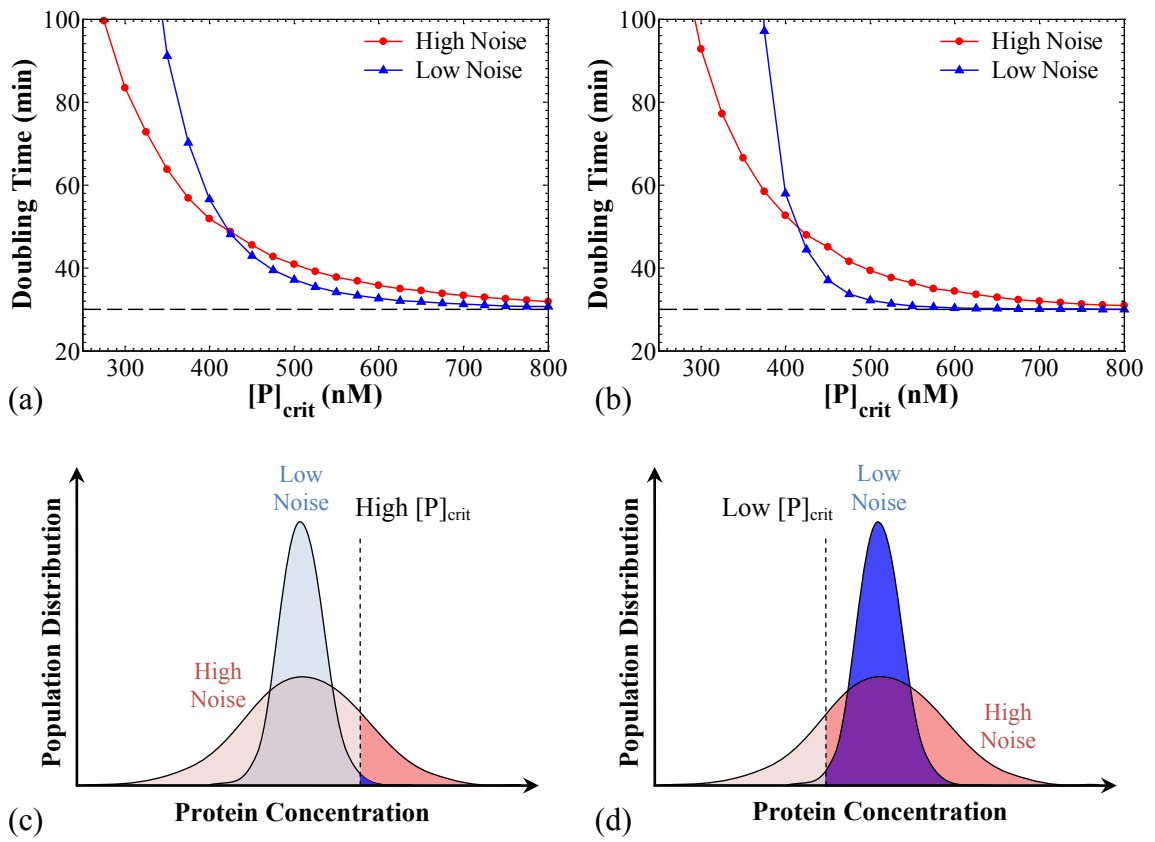 100
80
60
40
20
Doubling Time (min)
High Noise
Low Noise
300 400 500 600 700 800
[P]crit (nM)
(a)
100
80
60
40
20
Doubling Time (min)
High Noise
Low Noise
300 400 500 600 700 800
[P]crit (nM)
(b)
Population Distribution
Low
Noise
High [P]crit
High
Noise
Protein Concentration
(c)
Population Distribution
Low [P]crit
Low
Noise
High
Noise
Protein Concentration
(d)